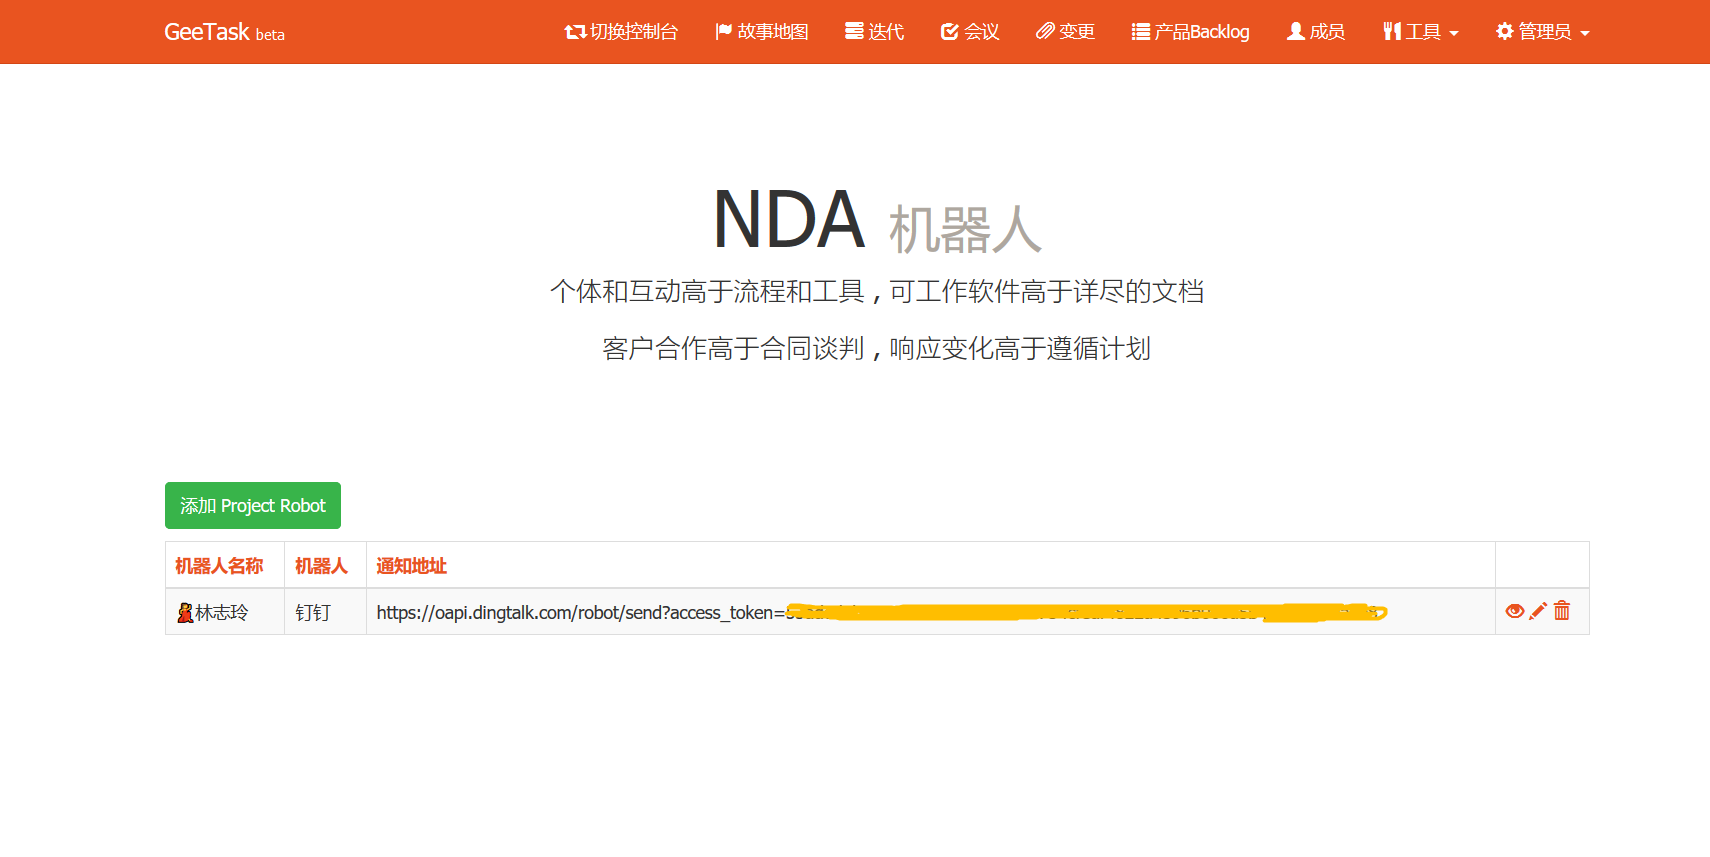 GeeTask beta 切换控制台 故事地图 迭代 会议 变更 产品Backlog 成员 工具 管理员
NDA 机器人
个体和互动高于流程和工具，可工作软件高于详尽的文档
客户合作高于合同谈判，响应变化高于遵循计划
添加 Project Robot
机器人名称 机器人 通知地址
林志玲 钉钉 https://oapi.dingtalk.com/robot/send?access_token=